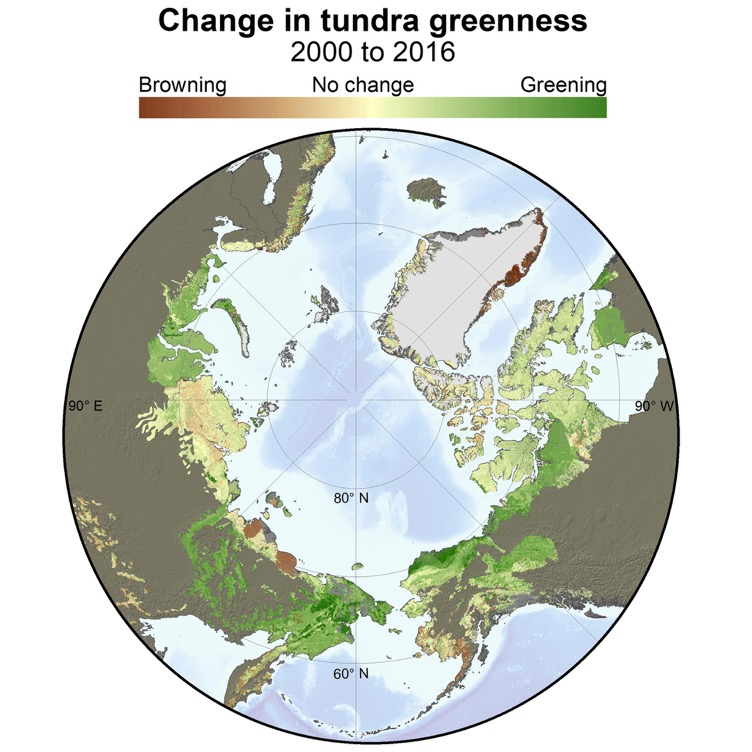 Change in tundra greenness
2000 to 2016
Browning No change Greening
90° E
90° W
80° N
60° N